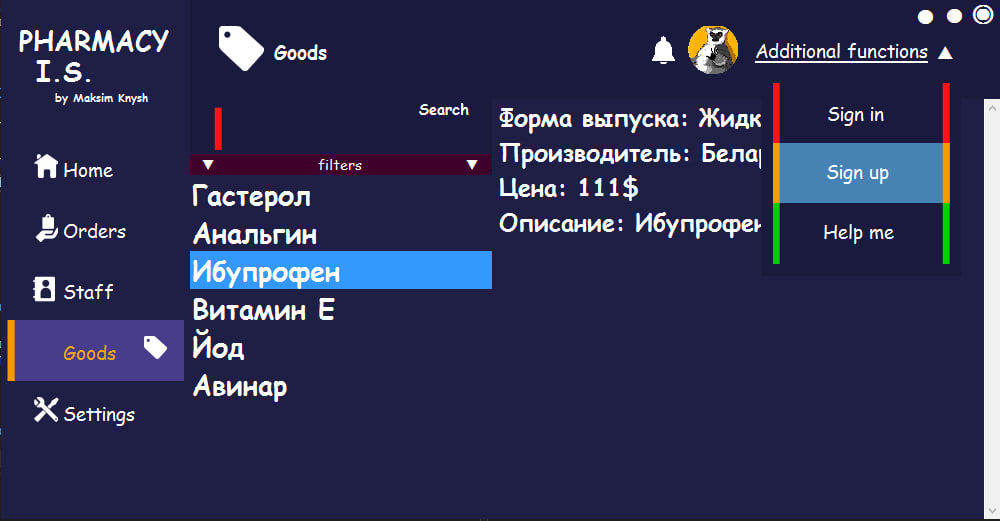 PHARMACY
I.S.
by Maksim Knysh
Home
Orders
Staff
Goods
Settings
Goods
Additional functions
Sign in
Sign up
Help me
Search
filters
Гастерол
Анальгин
Ибупрофен
Витамин Е
Йод
Авинар
Форма выпуска: Жидк
Производитель: Белар
Цена: 111$
Описание: Ибупрофен